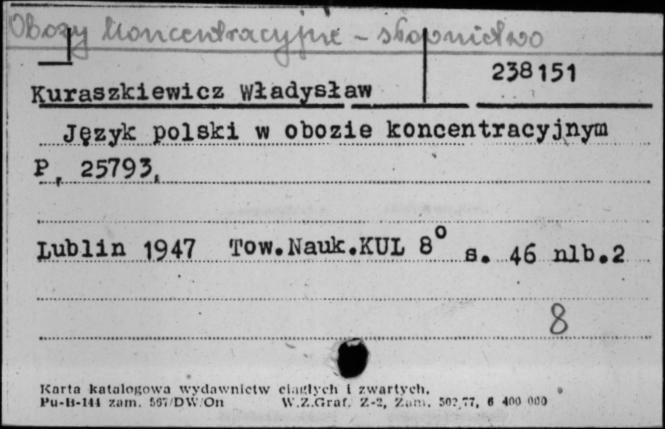 Obozy koncentracyjne - słownictwo
238151
Kuraszkiewicz Władysław
Język polski w obozie koncentracyjnym
P, 25793,
Lublin 1947 Tow.Nauk.KUL 8° s. 46 nlb.2
8
Karta katalogowa wydawnictw ciągłych i zwartych,
Pu-B-144 zam. 567/DW/On W.Z.Graf. Z-2, Zam. 502/77, 6 400 000